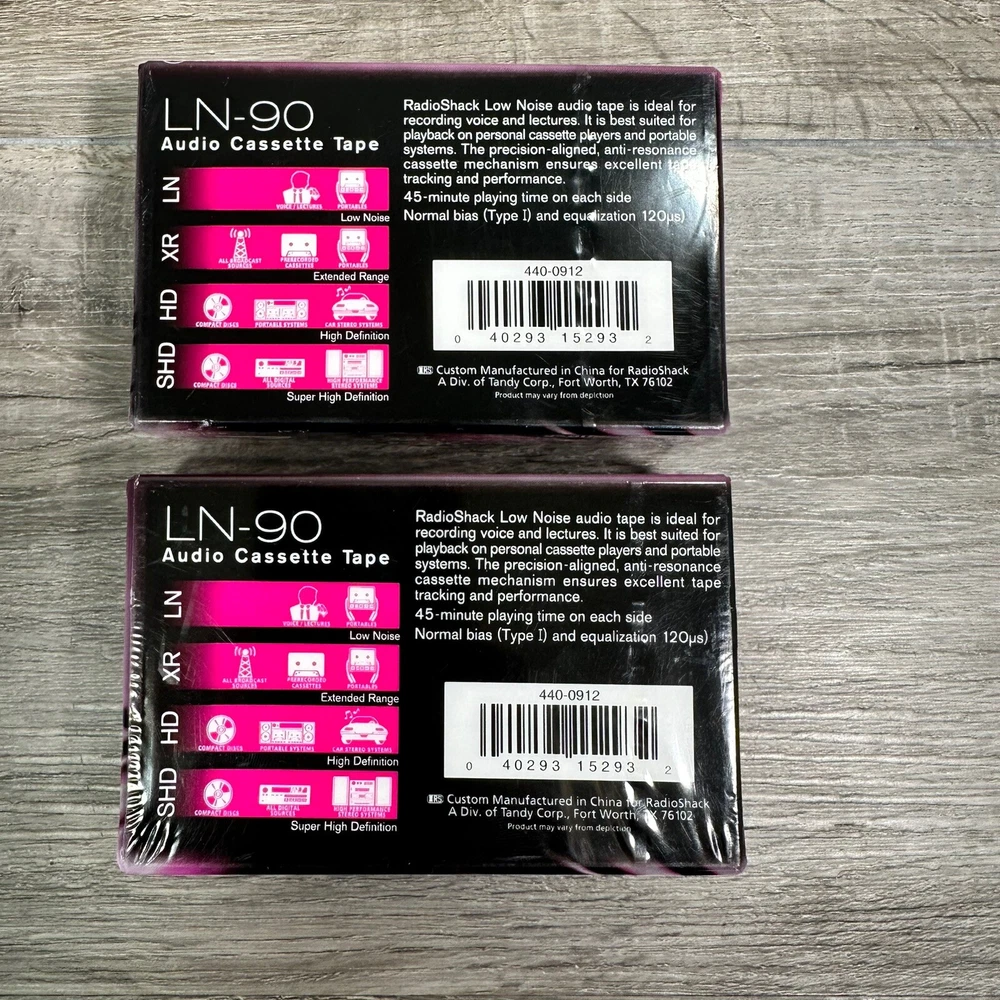 LN-90
Audio Cassette Tape
LN
VOICE / LECTURES
PORTABLES
Low Noise
XR
ALL BROADCAST SOURCES
PRERECORDED CASSETTES
PORTABLES
Extended Range
HD
COMPACT DISCS
PORTABLE SYSTEMS
CAR STEREO SYSTEMS
High Definition
SHD
COMPACT DISCS
ALL DIGITAL SOURCES
HIGH PERFORMANCE STEREO SYSTEMS
Super High Definition
RadioShack Low Noise audio tape is ideal for
recording voice and lectures. It is best suited for
playback on personal cassette players and portable
systems. The precision-aligned, anti-resonance
cassette mechanism ensures excellent tape
tracking and performance.
45-minute playing time on each side
Normal bias (Type I) and equalization 120µs)
440-0912
0 40293 15293 2
Custom Manufactured in China for RadioShack
A Div. of Tandy Corp., Fort Worth, TX 76102
Product may vary from depiction
LN-90
Audio Cassette Tape
LN
VOICE / LECTURES
PORTABLES
Low Noise
XR
ALL BROADCAST SOURCES
PRERECORDED CASSETTES
PORTABLES
Extended Range
HD
COMPACT DISCS
PORTABLE SYSTEMS
CAR STEREO SYSTEMS
High Definition
SHD
COMPACT DISCS
ALL DIGITAL SOURCES
HIGH PERFORMANCE STEREO SYSTEMS
Super High Definition
RadioShack Low Noise audio tape is ideal for
recording voice and lectures. It is best suited for
playback on personal cassette players and portable
systems. The precision-aligned, anti-resonance
cassette mechanism ensures excellent tape
tracking and performance.
45-minute playing time on each side
Normal bias (Type I) and equalization 120µs)
440-0912
0 40293 15293 2
Custom Manufactured in China for RadioShack
A Div. of Tandy Corp., Fort Worth, TX 76102
Product may vary from depiction